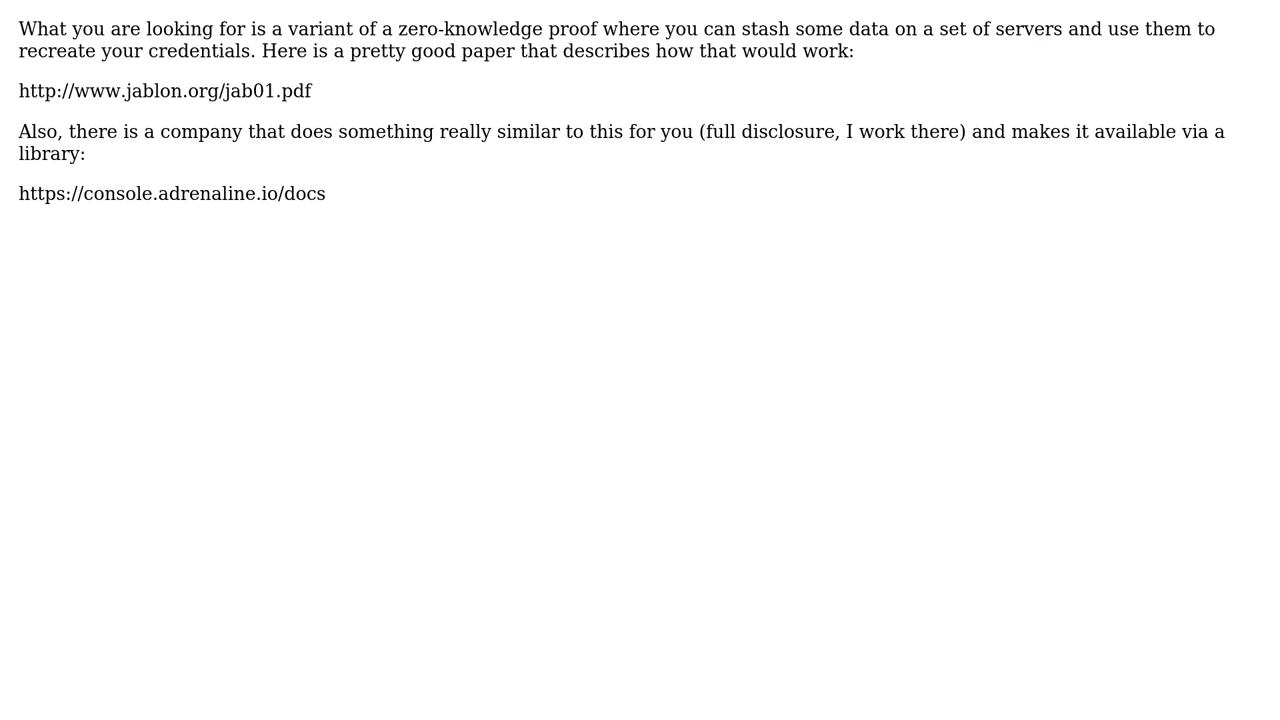 What you are looking for is a variant of a zero-knowledge proof where you can stash some data on a set of servers and use them to
recreate your credentials. Here is a pretty good paper that describes how that would work:
http://www.jablon.org/jab01.pdf
Also, there is a company that does something really similar to this for you (full disclosure, I work there) and makes it available via a
library:
https://console.adrenaline.io/docs